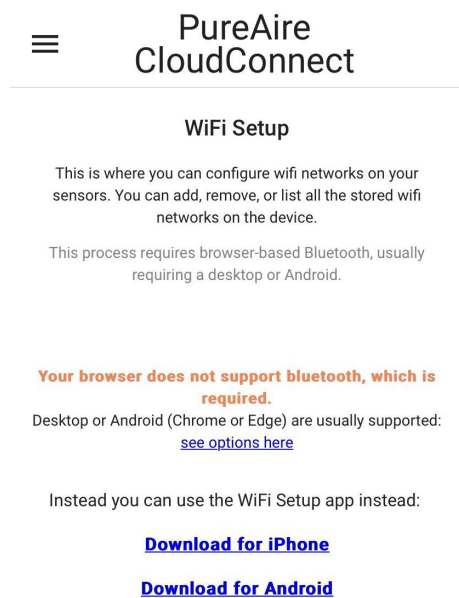 PureAire
CloudConnect
WiFi Setup
This is where you can configure wifi networks on your
sensors. You can add, remove, or list all the stored wifi
networks on the device.
This process requires browser-based Bluetooth, usually
requiring a desktop or Android.
Your browser does not support bluetooth, which is
required.
Desktop or Android (Chrome or Edge) are usually supported:
see options here
Instead you can use the WiFi Setup app instead:
Download for iPhone
Download for Android